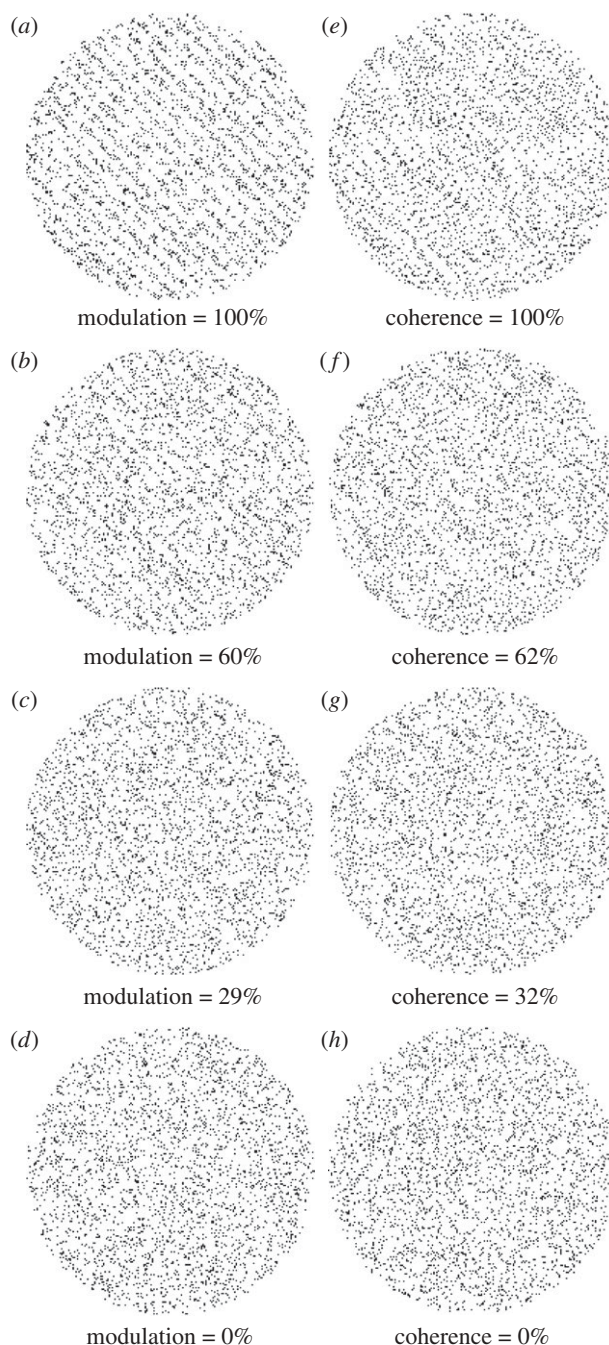 (a) (e)
modulation = 100% coherence = 100%
(b) (f)
modulation = 60% coherence = 62%
(c) (g)
modulation = 29% coherence = 32%
(d) (h)
modulation = 0% coherence = 0%